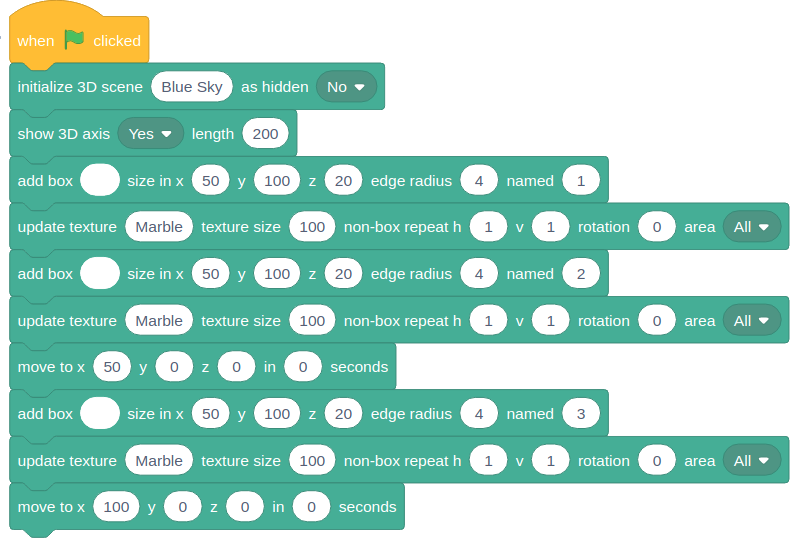 when clicked
initialize 3D scene Blue Sky as hidden No
show 3D axis Yes length 200
add box size in x 50 y 100 z 20 edge radius 4 named 1
update texture Marble texture size 100 non-box repeat h 1 v 1 rotation 0 area All
add box size in x 50 y 100 z 20 edge radius 4 named 2
update texture Marble texture size 100 non-box repeat h 1 v 1 rotation 0 area All
move to x 50 y 0 z 0 in 0 seconds
add box size in x 50 y 100 z 20 edge radius 4 named 3
update texture Marble texture size 100 non-box repeat h 1 v 1 rotation 0 area All
move to x 100 y 0 z 0 in 0 seconds